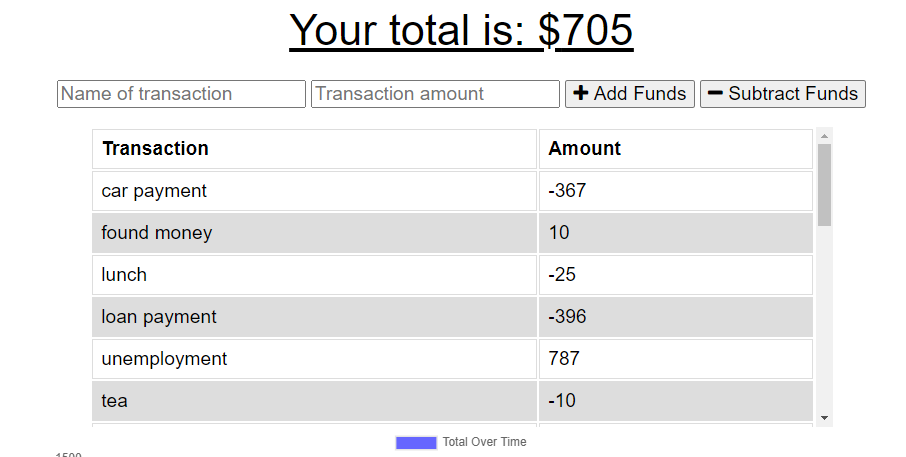 Your total is: $705
Name of transaction Transaction amount + Add Funds − Subtract Funds
Transaction Amount
car payment -367
found money 10
lunch -25
loan payment -396
unemployment 787
tea -10
Total Over Time
1500